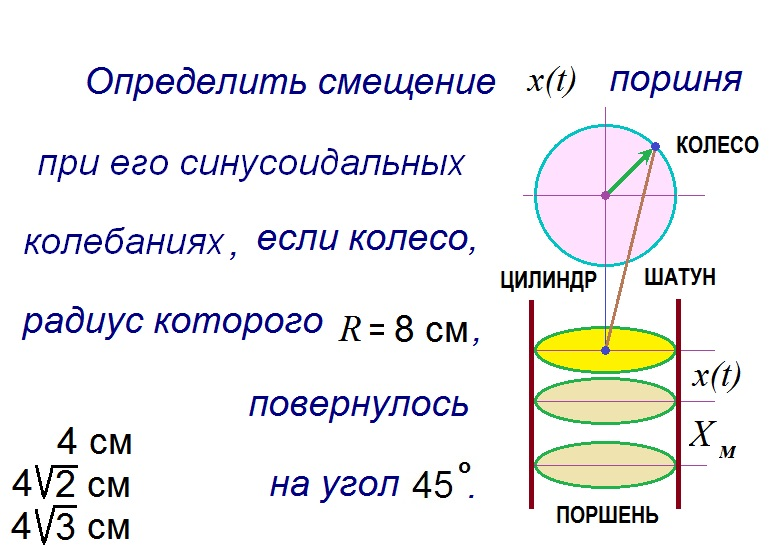 Определить смещение x(t) поршня
при его синусоидальных
колебаниях, если колесо,
радиус которого R = 8 см,
повернулось
на угол 45°.
4 см
4√2 см
4√3 см
КОЛЕСО
ЦИЛИНДР ШАТУН
x(t)
Xм
ПОРШЕНЬ